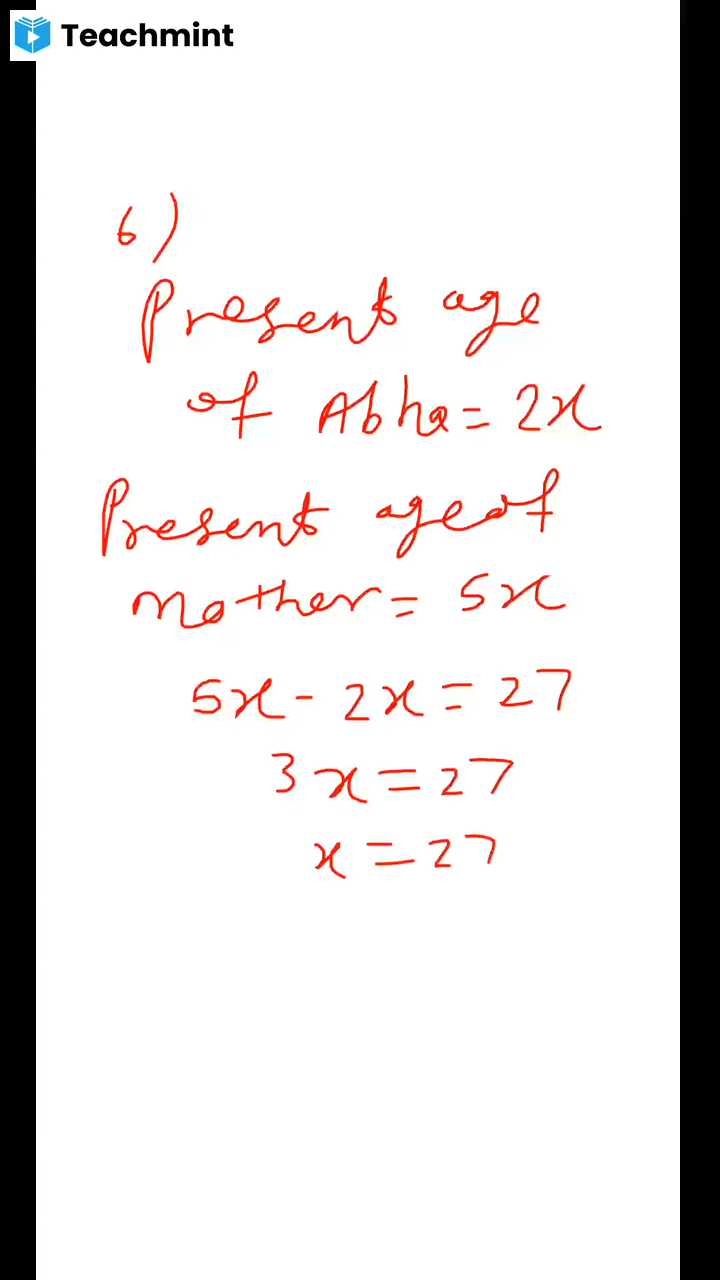 Teachmint
6)
Present age
of Abha = 2x
Present age of
mother = 5x
5x - 2x = 27
3x = 27
x = 27